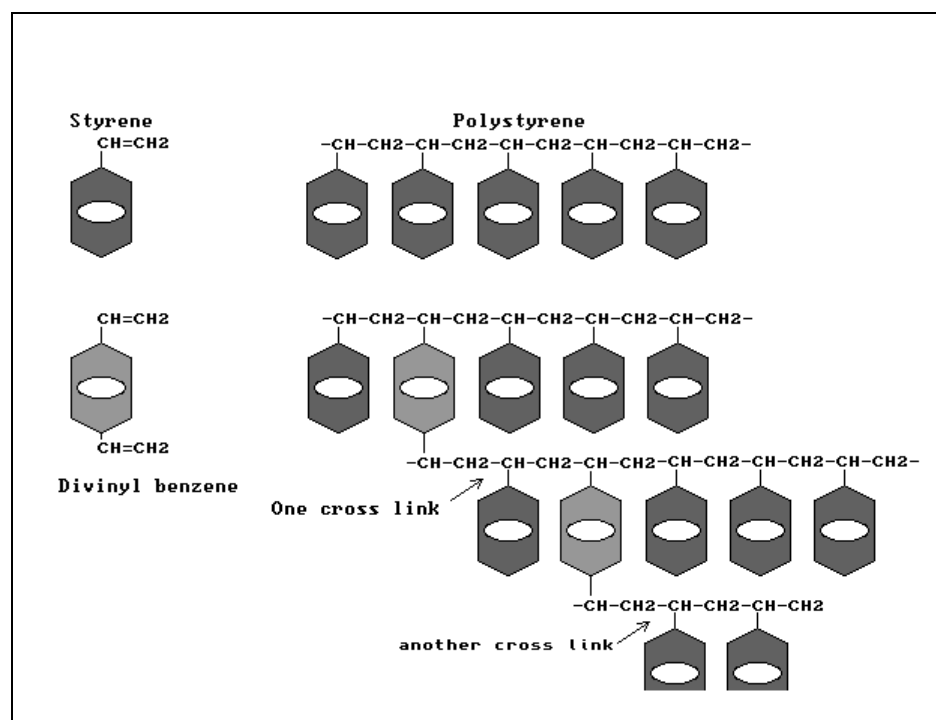 Styrene
CH=CH2
Polystyrene
-CH-CH2-CH-CH2-CH-CH2-CH-CH2-CH-CH2-
CH=CH2
-CH-CH2-CH-CH2-CH-CH2-CH-CH2-CH-CH2-
CH=CH2
Divinyl benzene
-CH-CH2-CH-CH2-CH-CH2-CH-CH2-CH-CH2-CH-CH2-
One cross link
-CH-CH2-CH-CH2-CH-CH2
another cross link